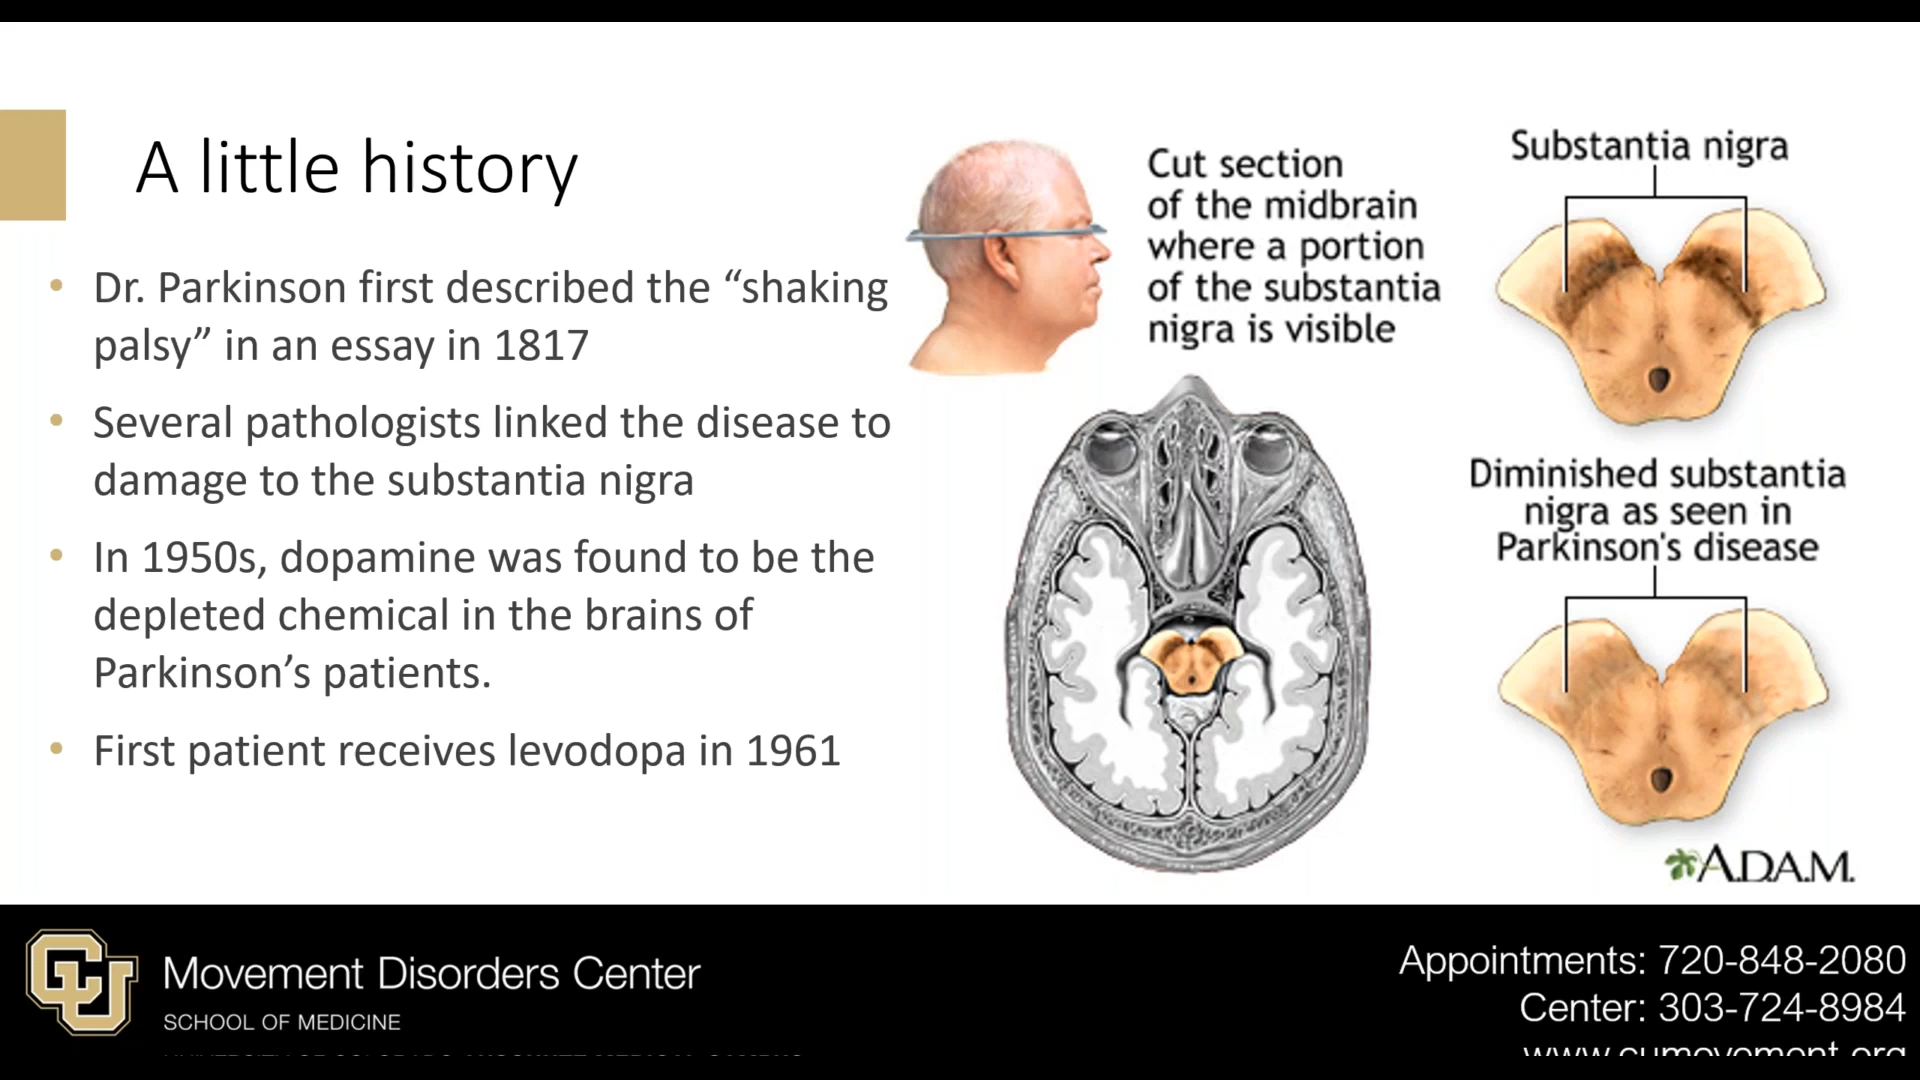 A little history
• Dr. Parkinson first described the “shaking
palsy” in an essay in 1817
• Several pathologists linked the disease to
damage to the substantia nigra
• In 1950s, dopamine was found to be the
depleted chemical in the brains of
Parkinson’s patients.
• First patient receives levodopa in 1961
Cut section
of the midbrain
where a portion
of the substantia
nigra is visible
Substantia nigra
Diminished substantia
nigra as seen in
Parkinson's disease
A.D.A.M.
CU
Movement Disorders Center
SCHOOL OF MEDICINE
Appointments: 720-848-2080
Center: 303-724-8984
www.cumovement.org